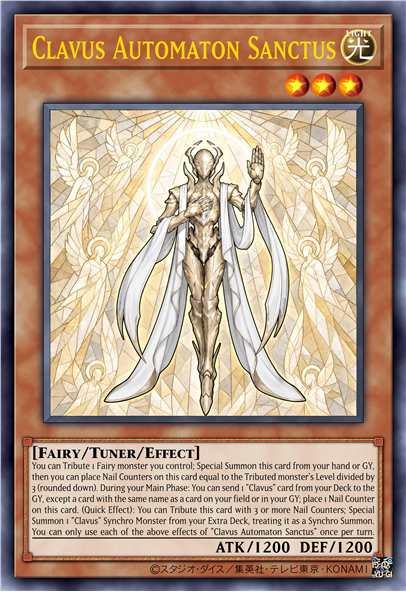 CLAVUS AUTOMATON SANCTUS
LIGHT
光
[FAIRY/TUNER/EFFECT]
You can Tribute 1 Fairy monster you control; Special Summon this card from your hand or GY,
then you can place Nail Counters on this card equal to the Tributed monster's Level divided by
3 (rounded down). During your Main Phase: You can send 1 "Clavus" card from your Deck to the
GY, except a card with the same name as a card on your field or in your GY; place 1 Nail Counter
on this card. (Quick Effect): You can Tribute this card with 3 or more Nail Counters; Special
Summon 1 "Clavus" Synchro Monster from your Extra Deck, treating it as a Synchro Summon.
You can only use each of the above effects of "Clavus Automaton Sanctus" once per turn.
ATK/1200 DEF/1200
©スタジオ・ダイス／集英社・テレビ東京・KONAMI